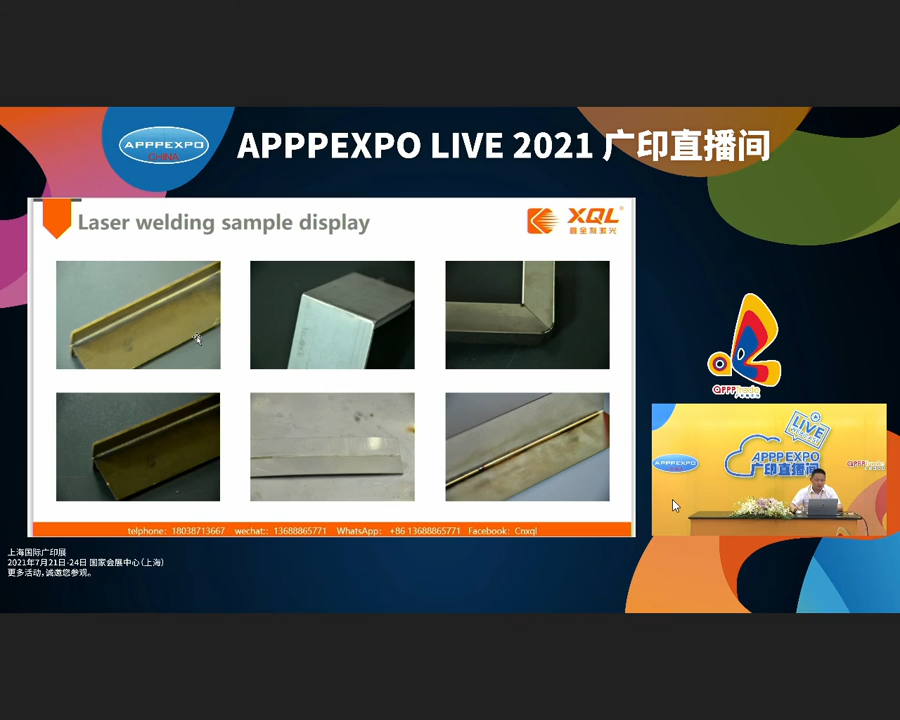 APPPEXPO
CHINA
APPPEXPO LIVE 2021 广印直播间
Laser welding sample display
XQL
鑫全利激光
telphone: 18038713667 wechat:: 13688865771 WhatsApp: +86 13688865771 Facebook: Cnxql
APPPTrade
LIVE
APPPEXPO
APPPEXPO
广印直播间
上海国际广印展
2021年7月21日-24日 国家会展中心(上海)
更多活动,诚邀您参观。